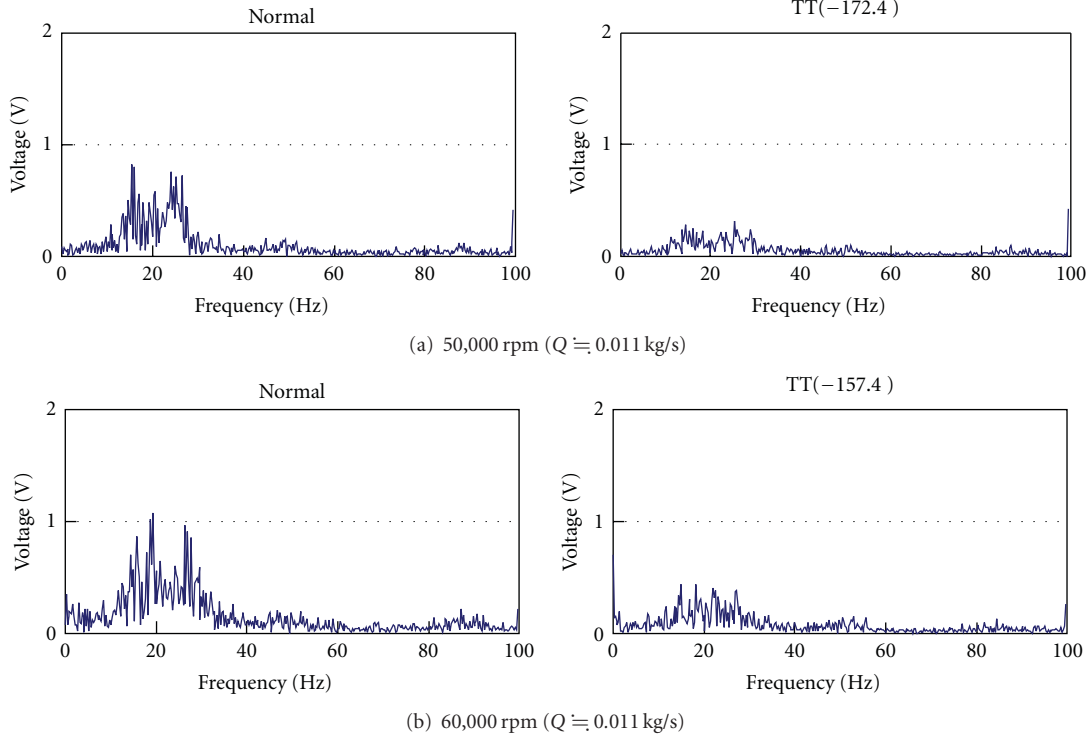 Normal
2
1
0
Voltage (V)
0 20 40 60 80 100
Frequency (Hz)
TT(−172.4 )
2
1
0
Voltage (V)
0 20 40 60 80 100
Frequency (Hz)
(a) 50,000 rpm (Q ≒ 0.011 kg/s)
Normal
2
1
0
Voltage (V)
0 20 40 60 80 100
Frequency (Hz)
TT(−157.4 )
2
1
0
Voltage (V)
0 20 40 60 80 100
Frequency (Hz)
(b) 60,000 rpm (Q ≒ 0.011 kg/s)